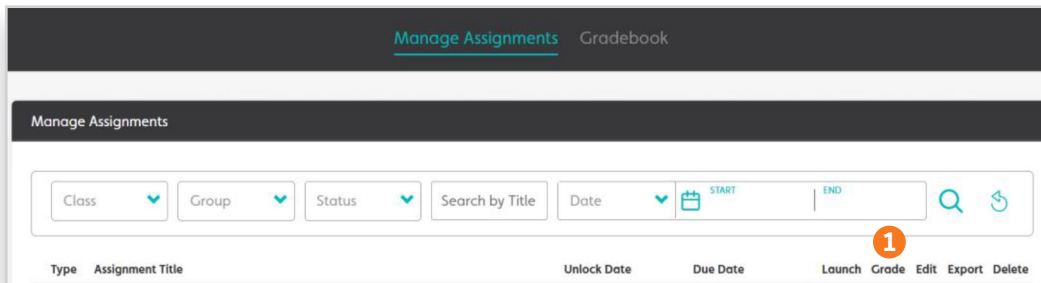 Manage Assignments Gradebook
Manage Assignments
Class Group Status Search by Title Date START END
1
Type Assignment Title Unlock Date Due Date Launch Grade Edit Export Delete